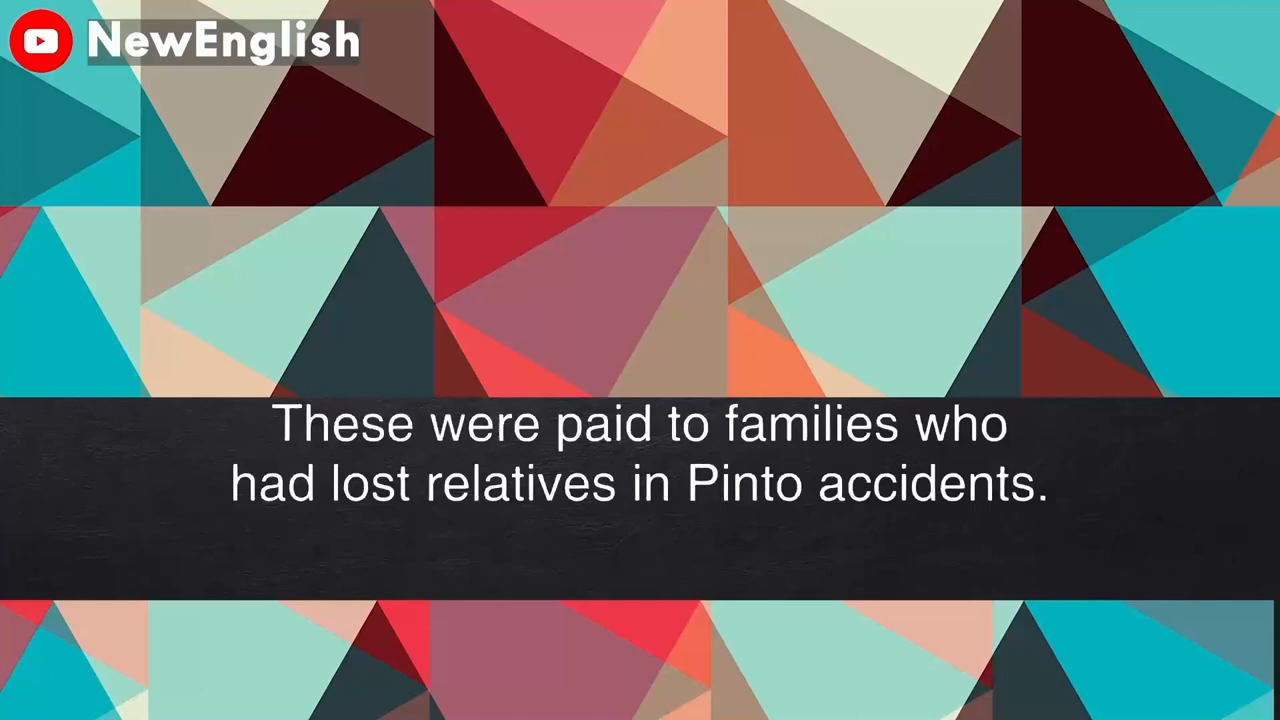 NewEnglish
These were paid to families who
had lost relatives in Pinto accidents.